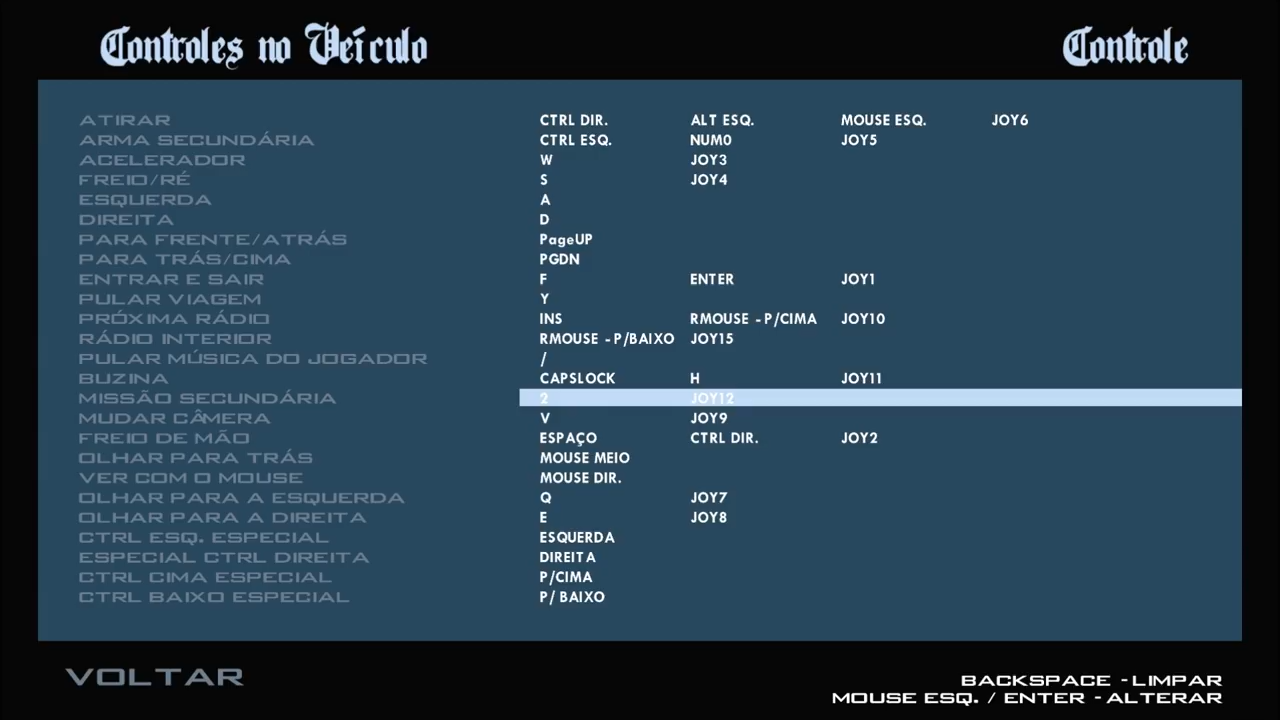 Controles no Veículo Controle
ATIRAR CTRL DIR. ALT ESQ. MOUSE ESQ. JOY6
ARMA SECUNDÁRIA CTRL ESQ. NUM0 JOY5
ACELERADOR W JOY3
FREIO/RÉ S JOY4
ESQUERDA A
DIREITA D
PARA FRENTE/ATRÁS PageUP
PARA TRÁS/CIMA PGDN
ENTRAR E SAIR F ENTER JOY1
PULAR VIAGEM Y
PRÓXIMA RÁDIO INS RMOUSE - P/CIMA JOY10
RÁDIO INTERIOR RMOUSE - P/BAIXO JOY15
PULAR MÚSICA DO JOGADOR /
BUZINA CAPSLOCK H JOY11
MISSÃO SECUNDÁRIA 2 JOY12
MUDAR CÂMERA V JOY9
FREIO DE MÃO ESPAÇO CTRL DIR. JOY2
OLHAR PARA TRÁS MOUSE MEIO
VER COM O MOUSE MOUSE DIR.
OLHAR PARA A ESQUERDA Q JOY7
OLHAR PARA A DIREITA E JOY8
CTRL ESQ. ESPECIAL ESQUERDA
ESPECIAL CTRL DIREITA DIREITA
CTRL CIMA ESPECIAL P/CIMA
CTRL BAIXO ESPECIAL P/ BAIXO
VOLTAR
BACKSPACE - LIMPAR
MOUSE ESQ. / ENTER - ALTERAR